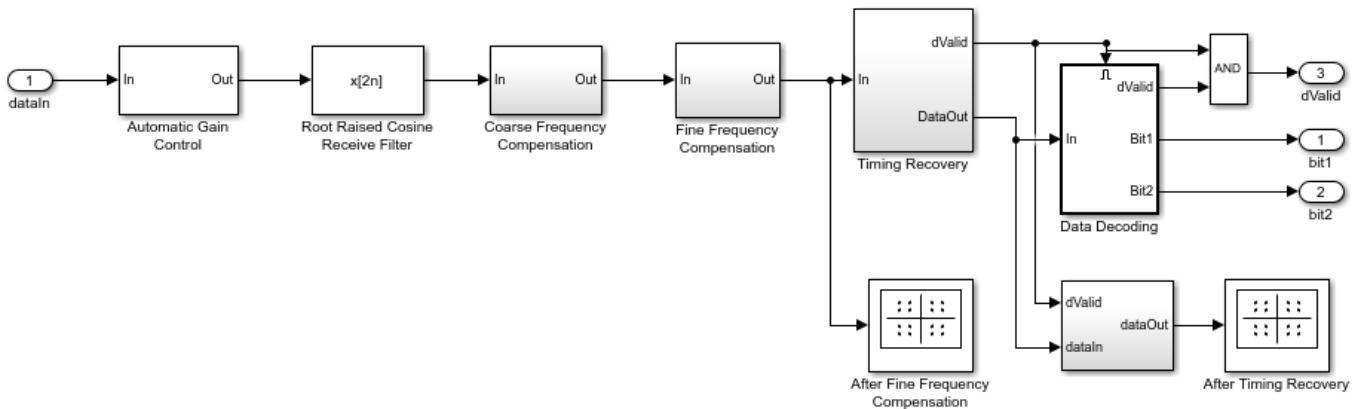 1
dataIn
In
Out
Automatic Gain
Control
x[2n]
Root Raised Cosine
Receive Filter
In
Out
Coarse Frequency
Compensation
In
Out
Fine Frequency
Compensation
In
dValid
DataOut
Timing Recovery
In
dValid
Bit1
Bit2
Data Decoding
AND
3
dValid
1
bit1
2
bit2
After Fine Frequency
Compensation
dValid
dataIn
dataOut
After Timing Recovery